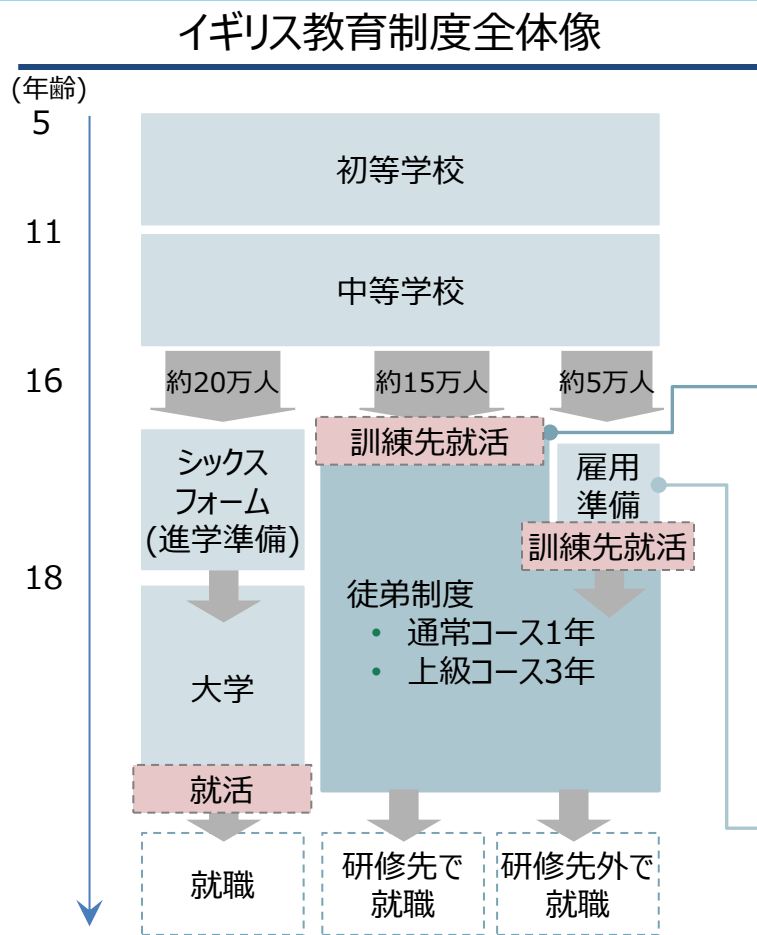 イギリス教育制度全体像
(年齢)
5
初等学校
11
中等学校
16
約20万人
約15万人
約5万人
訓練先就活
シックス
フォーム
(進学準備)
雇用
準備
訓練先就活
18
徒弟制度
• 通常コース1年
• 上級コース3年
大学
就活
就職
研修先で
就職
研修先外で
就職